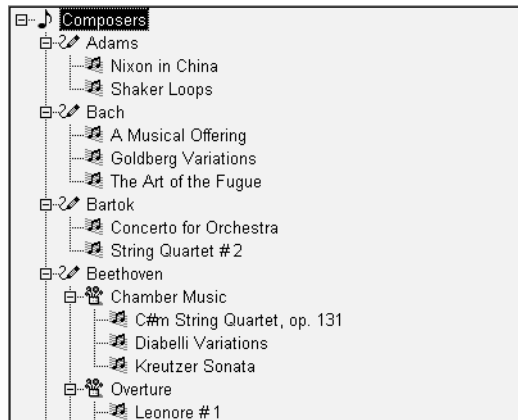 Composers
Adams
Nixon in China
Shaker Loops
Bach
A Musical Offering
Goldberg Variations
The Art of the Fugue
Bartok
Concerto for Orchestra
String Quartet #2
Beethoven
Chamber Music
C#m String Quartet, op. 131
Diabelli Variations
Kreutzer Sonata
Overture
Leonore #1